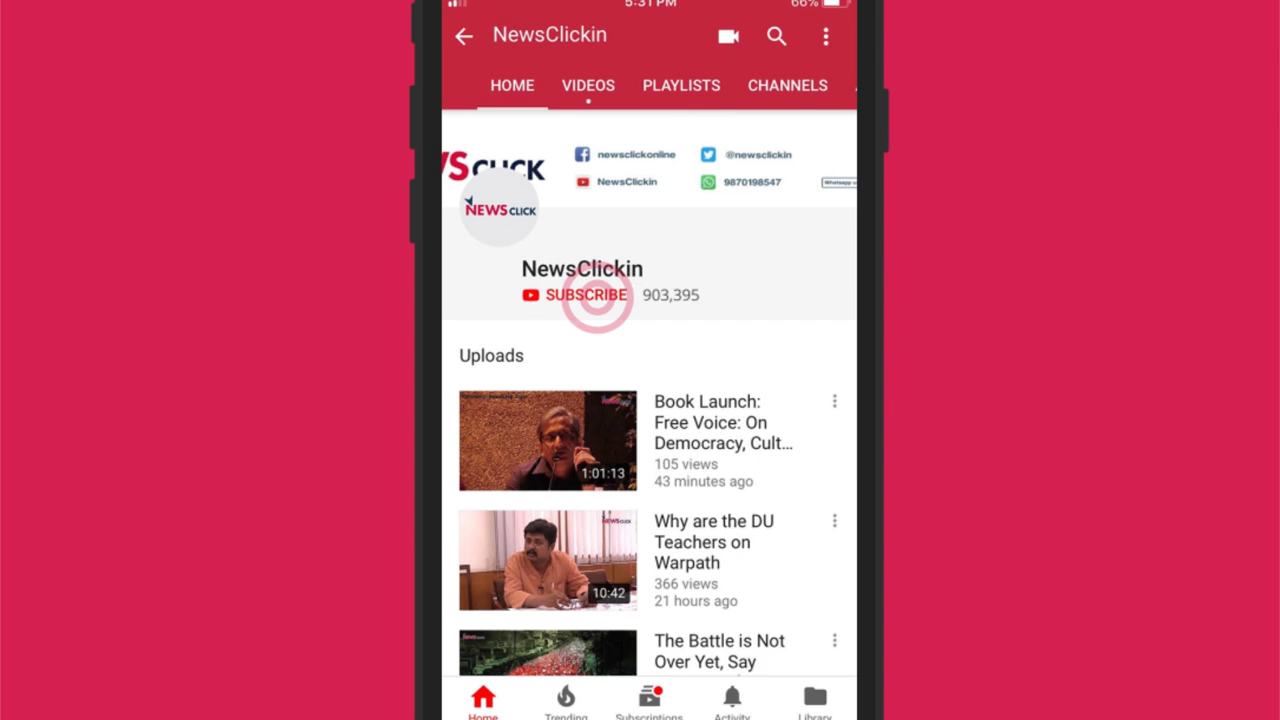 5:31 PM
66%
NewsClickin
HOME
VIDEOS
PLAYLISTS
CHANNELS
WS CLICK
newsclickonline
@newsclickin
NewsClickin
9870198547
Whatsapp u
NEWS CLICK
NewsClickin
SUBSCRIBE 903,395
Uploads
Book Launch:
Free Voice: On
Democracy, Cult...
105 views
43 minutes ago
1:01:13
NEWSCLICK
Why are the DU
Teachers on
Warpath
366 views
21 hours ago
10:42
The Battle is Not
Over Yet, Say
Home
Trending
Subscriptions
Activity
Library